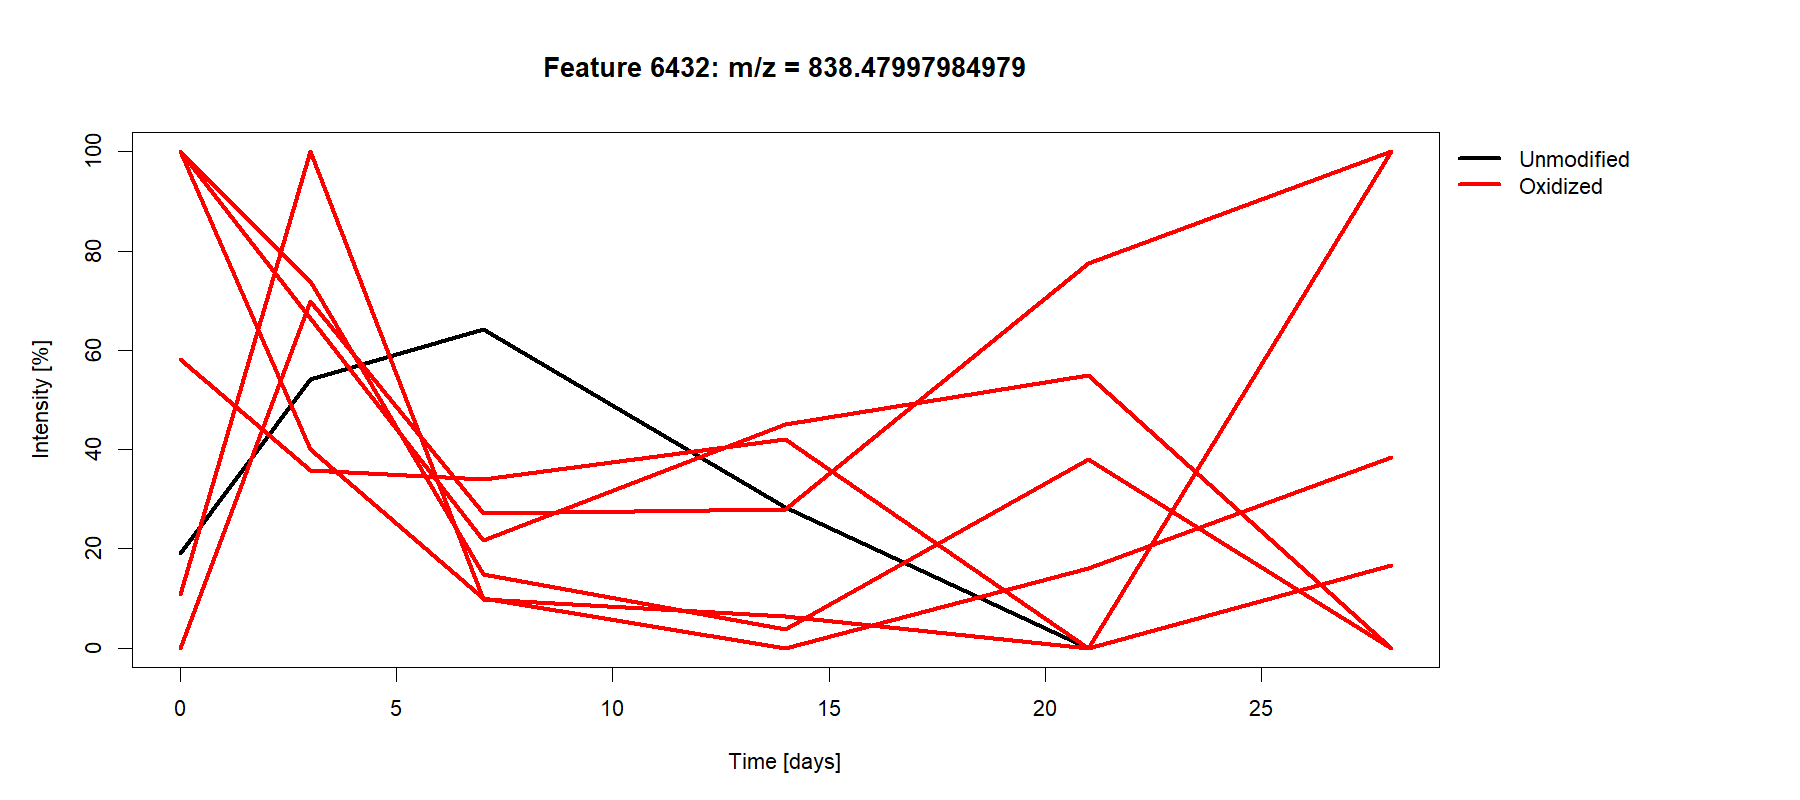 Feature 6432: m/z = 838.47997984979
Unmodified
Oxidized
Intensity [%]
100
80
60
40
20
0
0 5 10 15 20 25
Time [days]